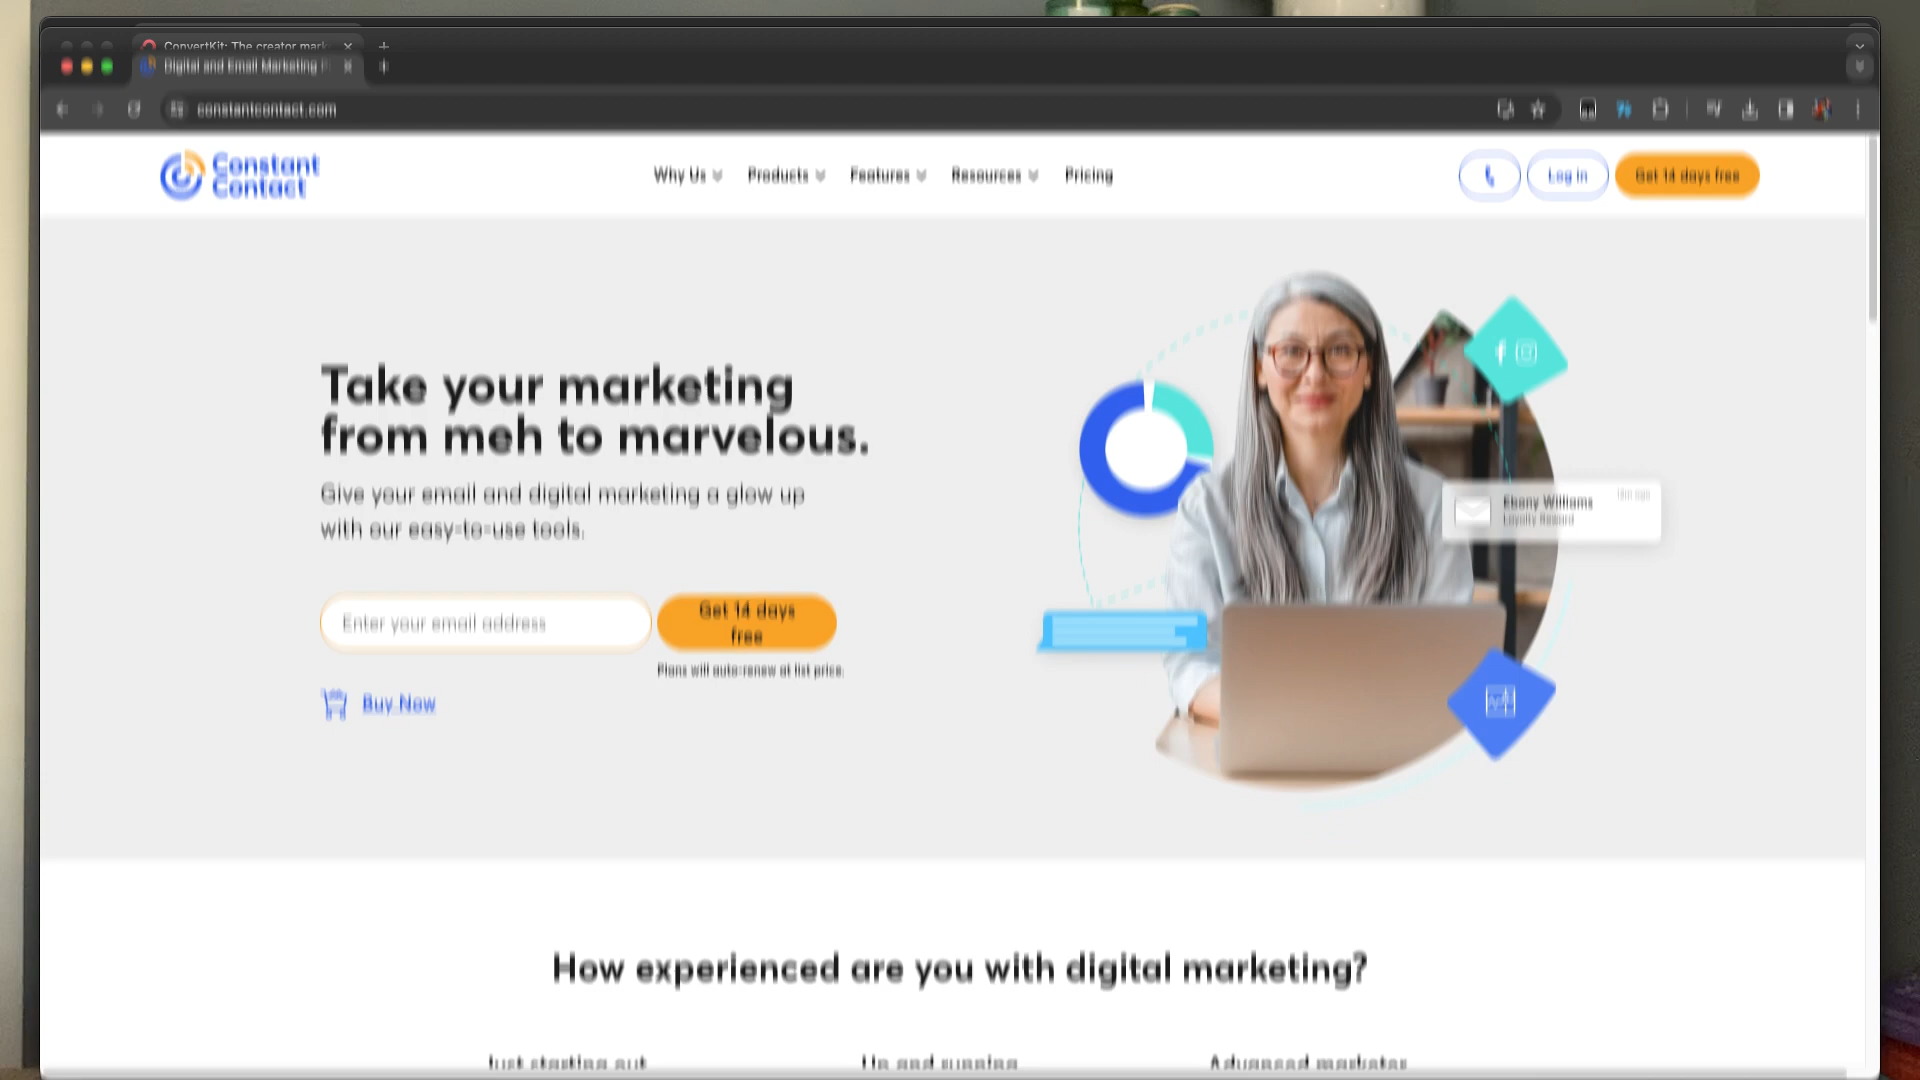 ConvertKit: The creator mark
Digital and Email Marketing
constantcontact.com
Constant
Contact
Why Us
Products
Features
Resources
Pricing
Log in
Get 14 days free
Take your marketing
from meh to marvelous.
Give your email and digital marketing a glow up
with our easy-to-use tools.
Enter your email address
Get 14 days
free
Plans will auto-renew at list price.
Buy Now
Ebony Williams
Loyalty Reward
How experienced are you with digital marketing?
Just starting out
Up and running
Advanced marketer